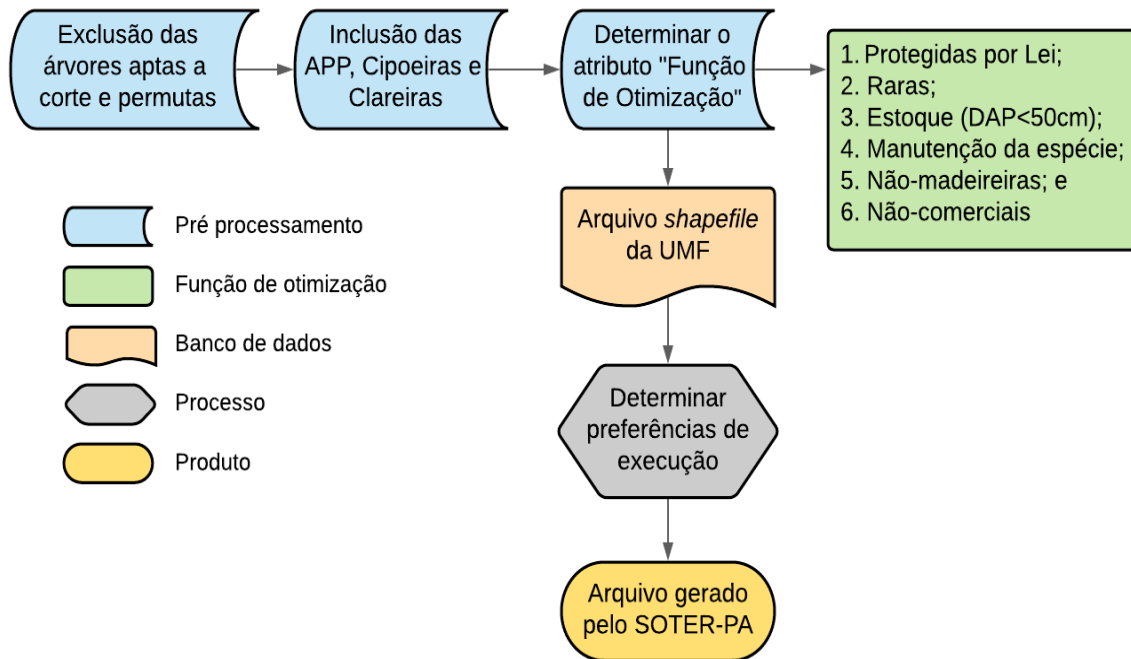 Exclusão das
árvores aptas a
corte e permutas
Inclusão das
APP, Cipoeiras e
Clareiras
Determinar o
atributo "Função
de Otimização"
1. Protegidas por Lei;
2. Raras;
3. Estoque (DAP<50cm);
4. Manutenção da espécie;
5. Não-madeireiras; e
6. Não-comerciais
Arquivo shapefile
da UMF
Determinar
preferências de
execução
Arquivo gerado
pelo SOTER-PA
Pré processamento
Função de otimização
Banco de dados
Processo
Produto